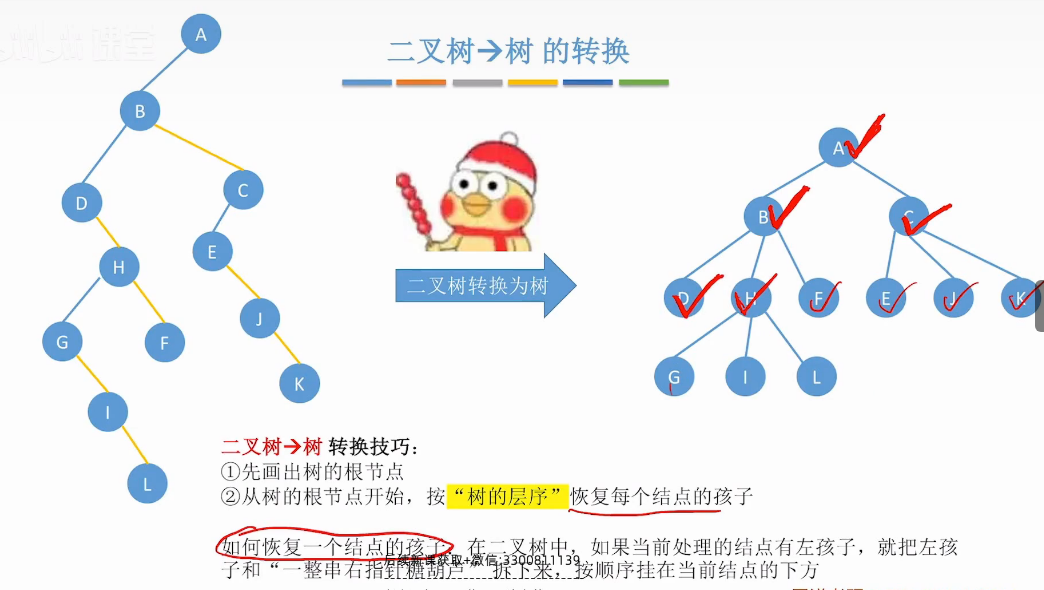 二叉树→树 的转换
A
B
D
C
H
E
G
F
J
I
K
L
二叉树转换为树
A
B
C
D
H
F
E
J
K
G
I
L
二叉树→树 转换技巧：
①先画出树的根节点
②从树的根节点开始，按“树的层序”恢复每个结点的孩子
如何恢复一个结点的孩子：在二叉树中，如果当前处理的结点有左孩子，就把左孩
后续新课获取+微信:3300811139
子和“一整串右指针糖葫芦”拆下来，按顺序挂在当前结点的下方